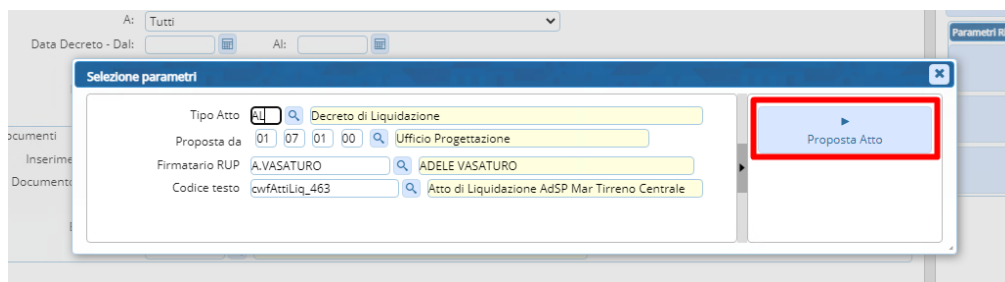 A: Tutti
Data Decreto - Dal: Al:
Parametri Ri
Selezione parametri
Tipo Atto AL Decreto di Liquidazione
Proposta da 01 07 01 00 Ufficio Progettazione
Firmatario RUP A.VASATURO ADELE VASATURO
Codice testo cwfAttiLiq_463 Atto di Liquidazione AdSP Mar Tirreno Centrale
Proposta Atto
ocumenti
Inserime
Documento